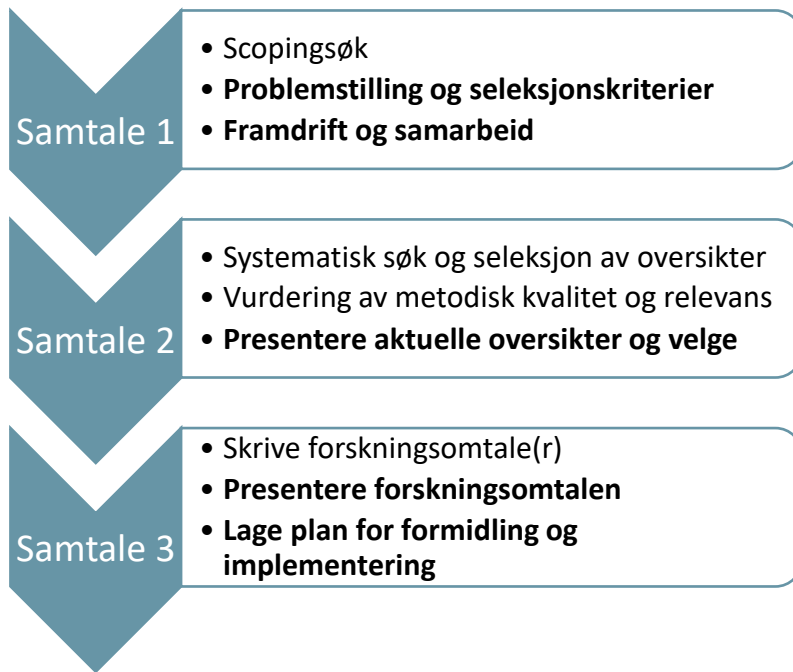 Samtale 1
• Scopingsøk
• Problemstilling og seleksjonskriterier
• Framdrift og samarbeid
Samtale 2
• Systematisk søk og seleksjon av oversikter
• Vurdering av metodisk kvalitet og relevans
• Presentere aktuelle oversikter og velge
Samtale 3
• Skrive forskningsomtale(r)
• Presentere forskningsomtalen
• Lage plan for formidling og
implementering